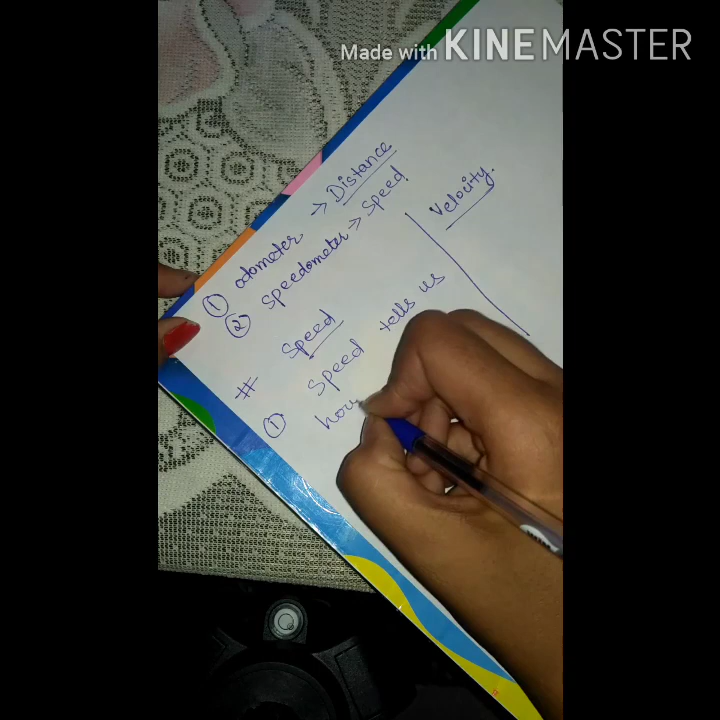 Made with KINEMASTER
① odometer → Distance
② Speedometer → Speed
# Speed
Velocity.
① Speed tells us
how